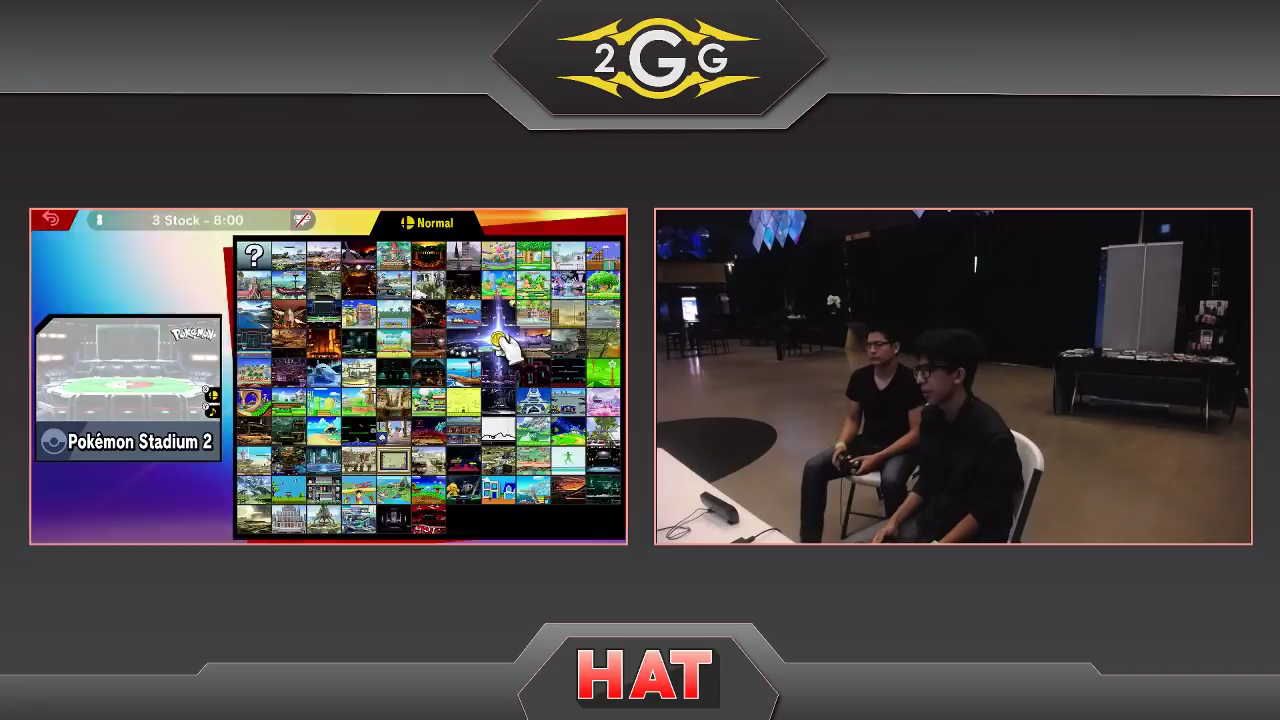 2GG
3 Stock - 8:00
Normal
?
POKéMON
Pokémon Stadium 2
HAT